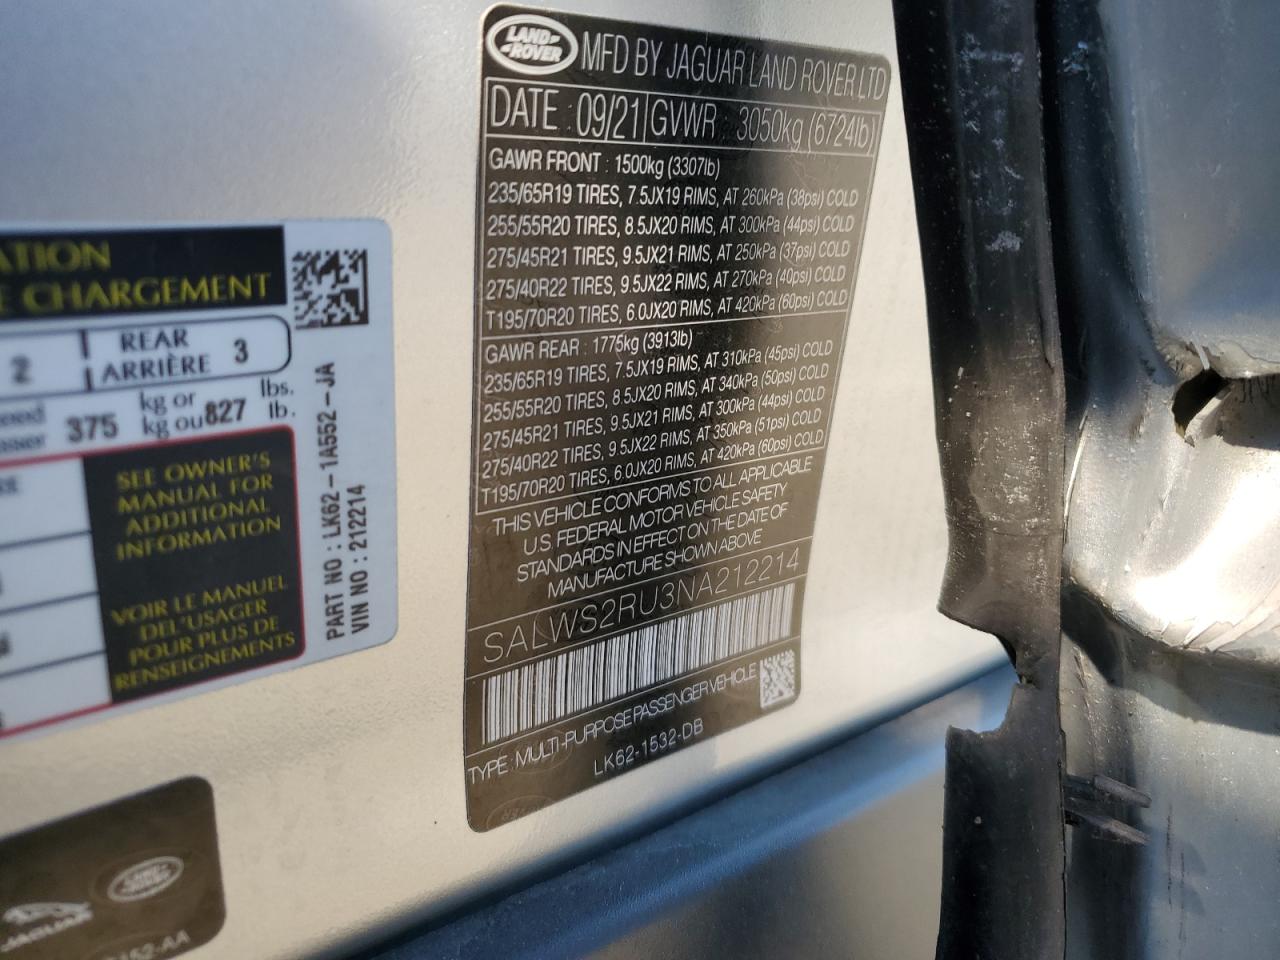 LAND ROVER
MFD BY JAGUAR LAND ROVER LTD
DATE : 09/21 GVWR : 3050kg (6724lb)
GAWR FRONT : 1500kg (3307lb)
235/65R19 TIRES, 7.5JX19 RIMS, AT 260kPa (38psi) COLD
255/55R20 TIRES, 8.5JX20 RIMS, AT 300kPa (44psi) COLD
275/45R21 TIRES, 9.5JX21 RIMS, AT 250kPa (37psi) COLD
275/40R22 TIRES, 9.5JX22 RIMS, AT 270kPa (40psi) COLD
T195/70R20 TIRES, 6.0JX20 RIMS, AT 420kPa (60psi) COLD
GAWR REAR : 1775kg (3913lb)
235/65R19 TIRES, 7.5JX19 RIMS, AT 310kPa (45psi) COLD
255/55R20 TIRES, 8.5JX20 RIMS, AT 340kPa (50psi) COLD
275/45R21 TIRES, 9.5JX21 RIMS, AT 300kPa (44psi) COLD
275/40R22 TIRES, 9.5JX22 RIMS, AT 350kPa (51psi) COLD
T195/70R20 TIRES, 6.0JX20 RIMS, AT 420kPa (60psi) COLD
THIS VEHICLE CONFORMS TO ALL APPLICABLE
U.S. FEDERAL MOTOR VEHICLE SAFETY
STANDARDS IN EFFECT ON THE DATE OF
MANUFACTURE SHOWN ABOVE
SALWS2RU3NA212214
TYPE : MULTI-PURPOSE PASSENGER VEHICLE
LK62-1532-DB
ATION
E CHARGEMENT
2 REAR
ARRIÈRE 3
375 kg or
kg ou 827 lbs.
lb.
SEE OWNER'S
MANUAL FOR
ADDITIONAL
INFORMATION
VOIR LE MANUEL
DEL'USAGER
POUR PLUS DE
RENSEIGNEMENTS
PART NO : LK62-1A552-JA
VIN NO : 212214
JAGUAR
LAND ROVER
152-AA